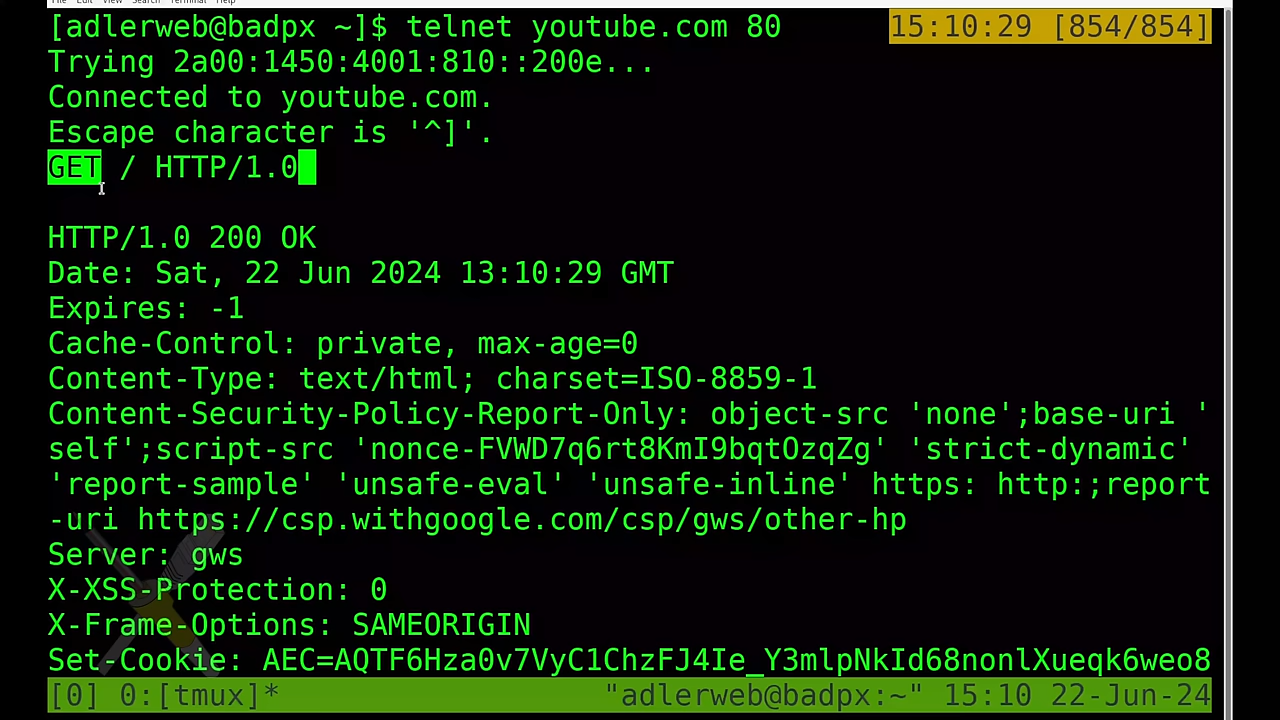 File Edit View Search Terminal Help
[adlerweb@badpx ~]$ telnet youtube.com 80
15:10:29 [854/854]
Trying 2a00:1450:4001:810::200e...
Connected to youtube.com.
Escape character is '^]'.
GET / HTTP/1.0
HTTP/1.0 200 OK
Date: Sat, 22 Jun 2024 13:10:29 GMT
Expires: -1
Cache-Control: private, max-age=0
Content-Type: text/html; charset=ISO-8859-1
Content-Security-Policy-Report-Only: object-src 'none';base-uri '
self';script-src 'nonce-FVWD7q6rt8KmI9bqtOzqZg' 'strict-dynamic'
'report-sample' 'unsafe-eval' 'unsafe-inline' https: http:;report
-uri https://csp.withgoogle.com/csp/gws/other-hp
Server: gws
X-XSS-Protection: 0
X-Frame-Options: SAMEORIGIN
Set-Cookie: AEC=AQTF6Hza0v7VyC1ChzFJ4Ie_Y3mlpNkId68nonlXueqk6weo8
[0] 0:[tmux]*
"adlerweb@badpx:~" 15:10 22-Jun-24